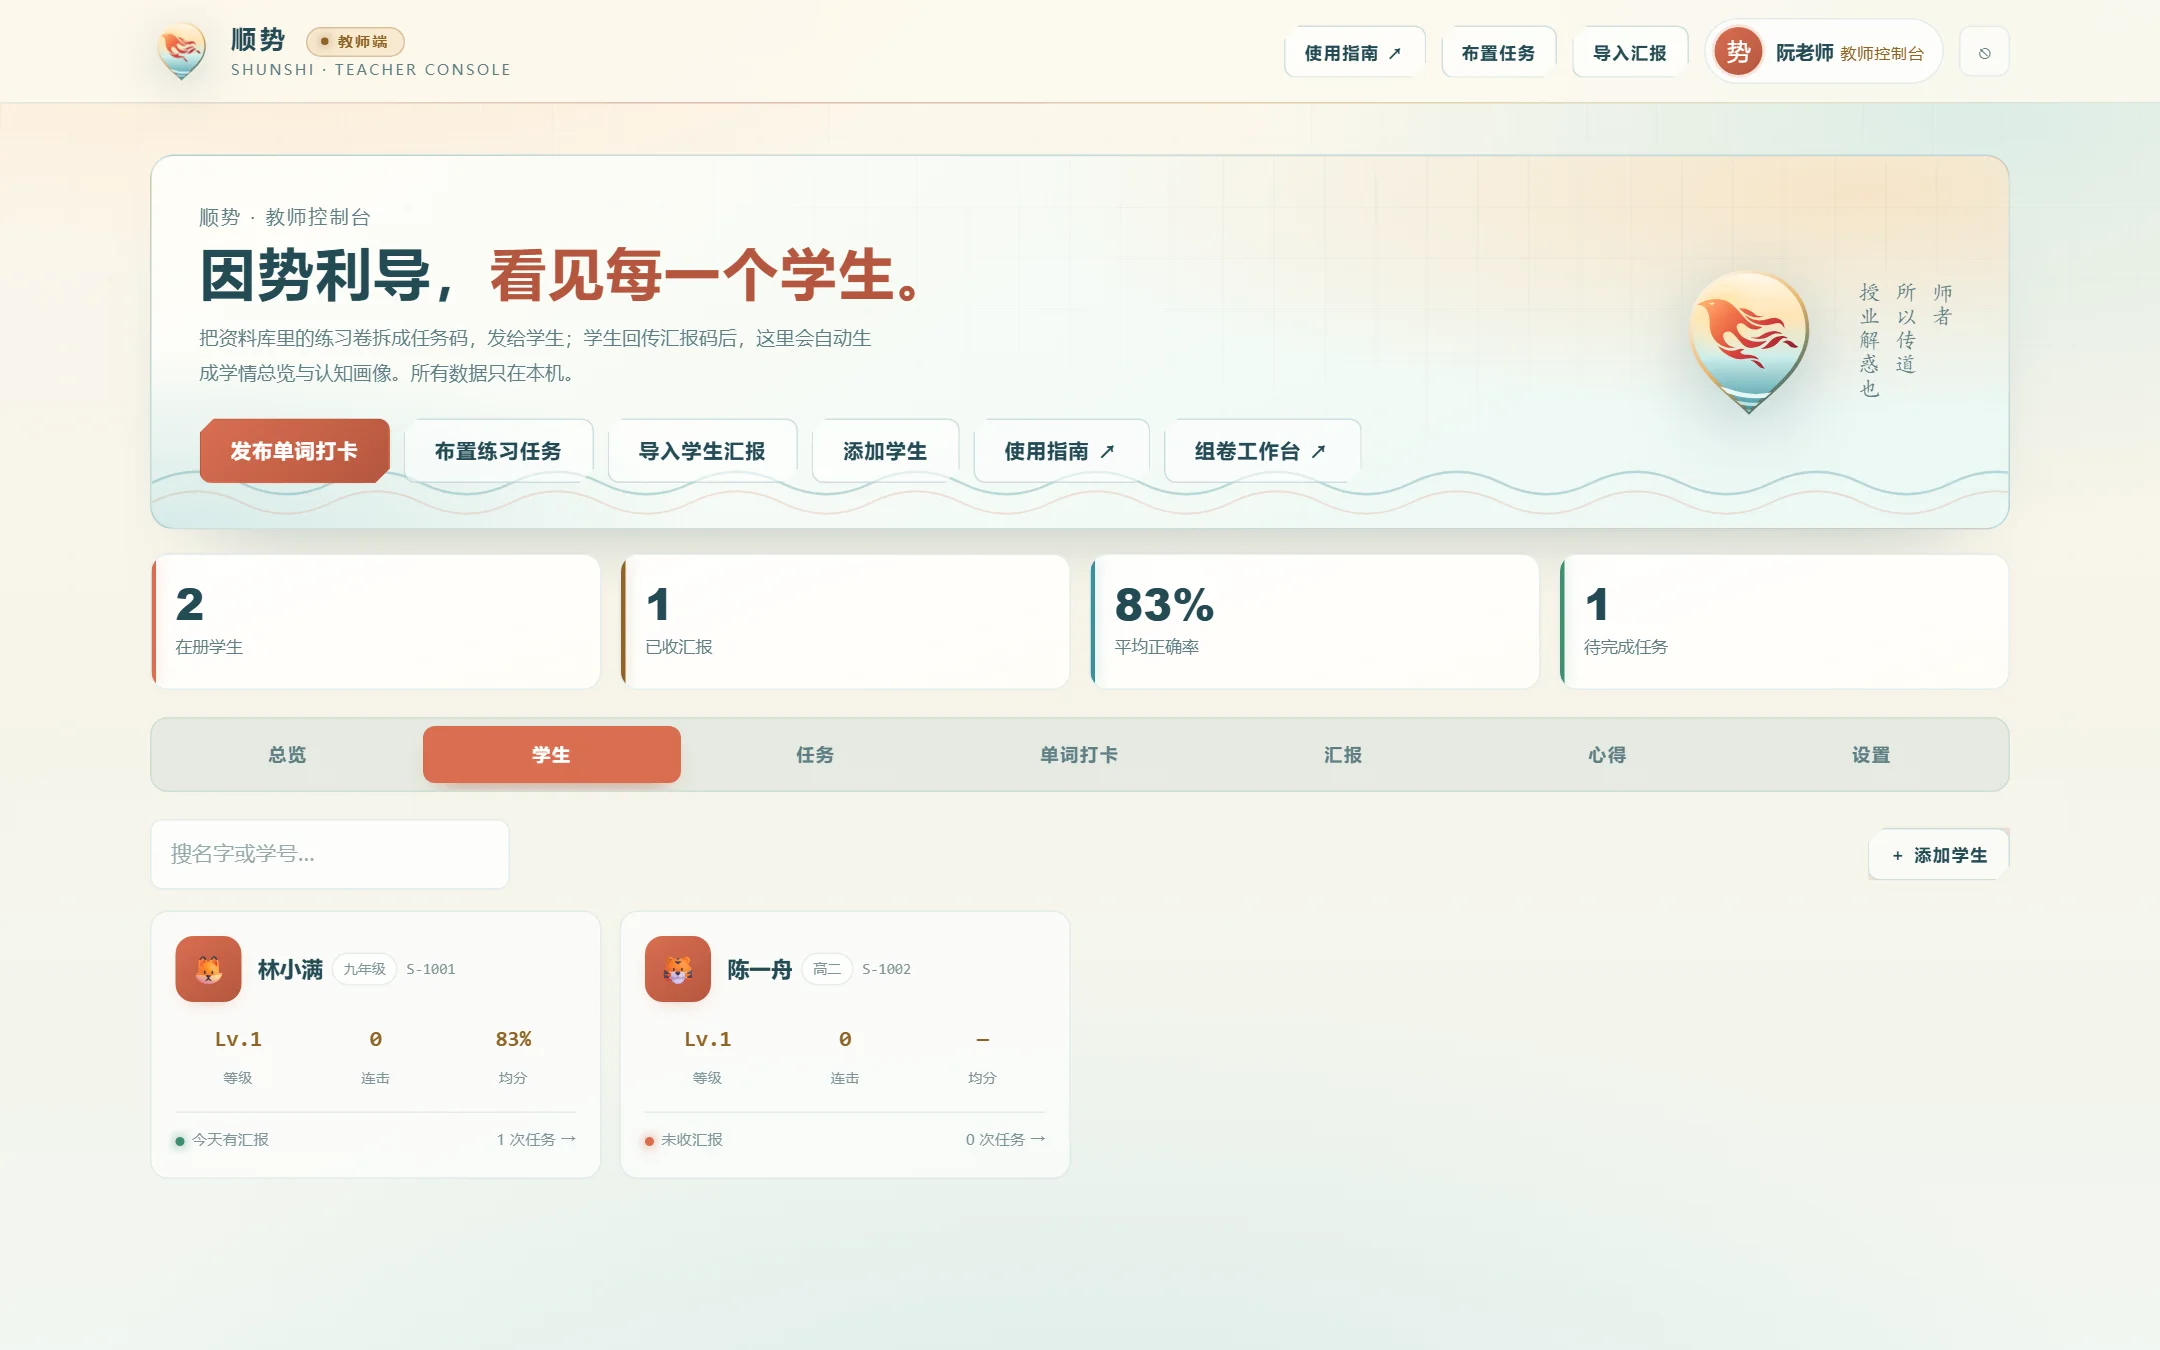 顺势 教师端
SHUNSHI · TEACHER CONSOLE
使用指南 ↗
布置任务
导入汇报
势 阮老师 教师控制台
顺势 · 教师控制台
因势利导，看见每一个学生。
把资料库里的练习卷拆成任务码，发给学生；学生回传汇报码后，这里会自动生
成学情总览与认知画像。所有数据只在本机。
师者
所以传道
授业解惑也
发布单词打卡
布置练习任务
导入学生汇报
添加学生
使用指南 ↗
组卷工作台 ↗
2
在册学生
1
已收汇报
83%
平均正确率
1
待完成任务
总览
学生
任务
单词打卡
汇报
心得
设置
搜名字或学号...
+ 添加学生
林小满 九年级 S-1001
Lv.1 0 83%
等级 连击 均分
今天有汇报 1 次任务 →
陈一舟 高二 S-1002
Lv.1 0 —
等级 连击 均分
未收汇报 0 次任务 →